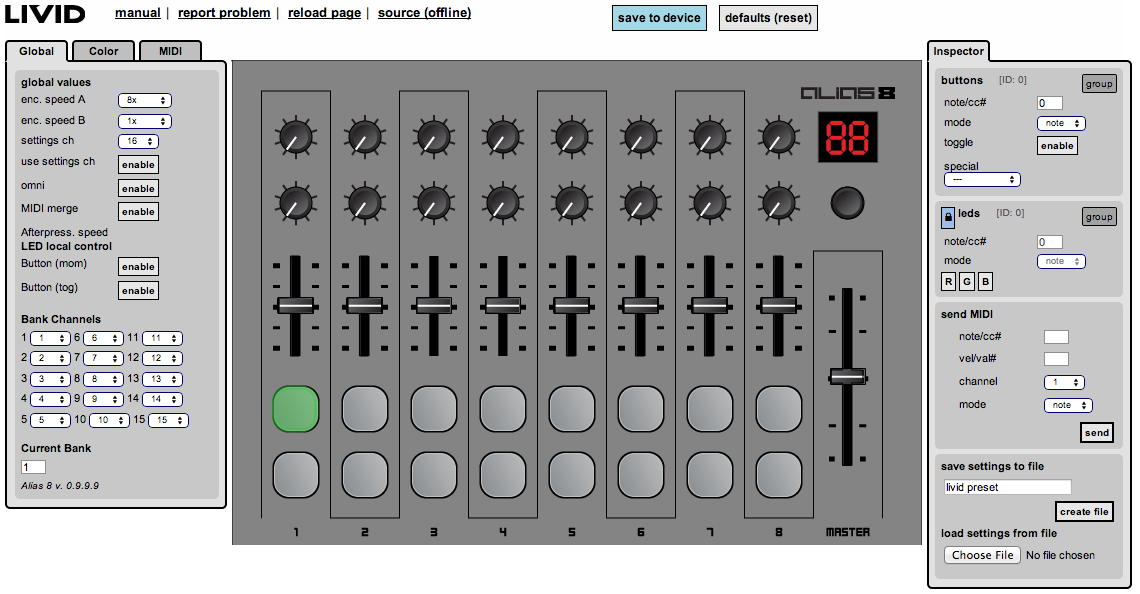 LIVID
manual | report problem | reload page | source (offline)
save to device
defaults (reset)
Global
Color
MIDI
global values
enc. speed A 8x
enc. speed B 1x
settings ch 16
use settings ch enable
omni enable
MIDI merge enable
Afterpress. speed
LED local control
Button (mom) enable
Button (tog) enable
Bank Channels
1 1 6 6 11 11
2 2 7 7 12 12
3 3 8 8 13 13
4 4 9 9 14 14
5 5 10 10 15 15
Current Bank
1
Alias 8 v. 0.9.9.9
ALIAS 8
88
1 2 3 4 5 6 7 8 MASTER
Inspector
buttons [ID: 0] group
note/cc# 0
mode note
toggle enable
special
---
leds [ID: 0] group
note/cc# 0
mode note
R G B
send MIDI
note/cc#
vel/val#
channel 1
mode note
send
save settings to file
livid preset
create file
load settings from file
Choose File No file chosen